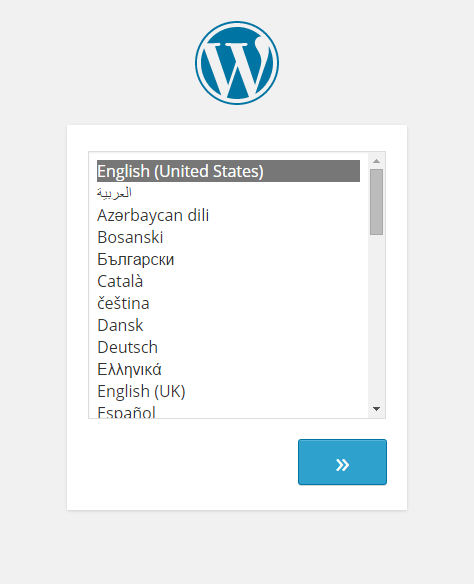 English (United States)
العربية
Azərbaycan dili
Bosanski
Български
Català
čeština
Dansk
Deutsch
Ελληνικά
English (UK)
Español
»